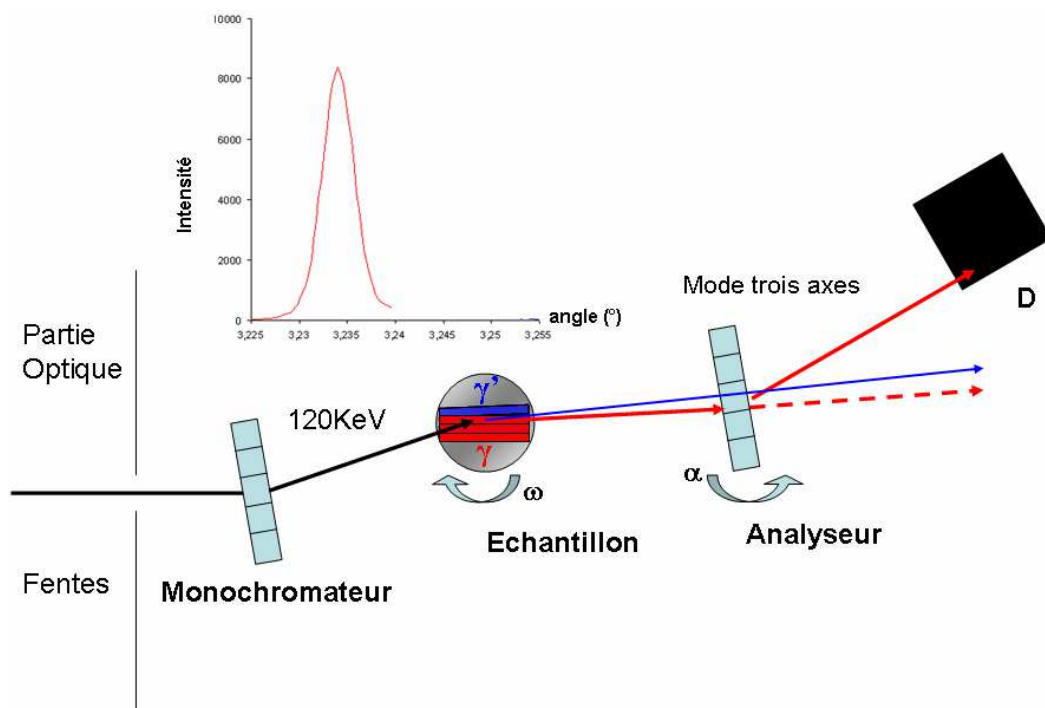 10000
8000
6000
4000
2000
0
Intensité
3,225
3,23
3,235
3,24
3,245
3,25
3,255
angle (°)
Mode trois axes
D
Partie
Optique
120KeV
γ'
γ
ω
α
Echantillon
Analyseur
Fentes
Monochromateur